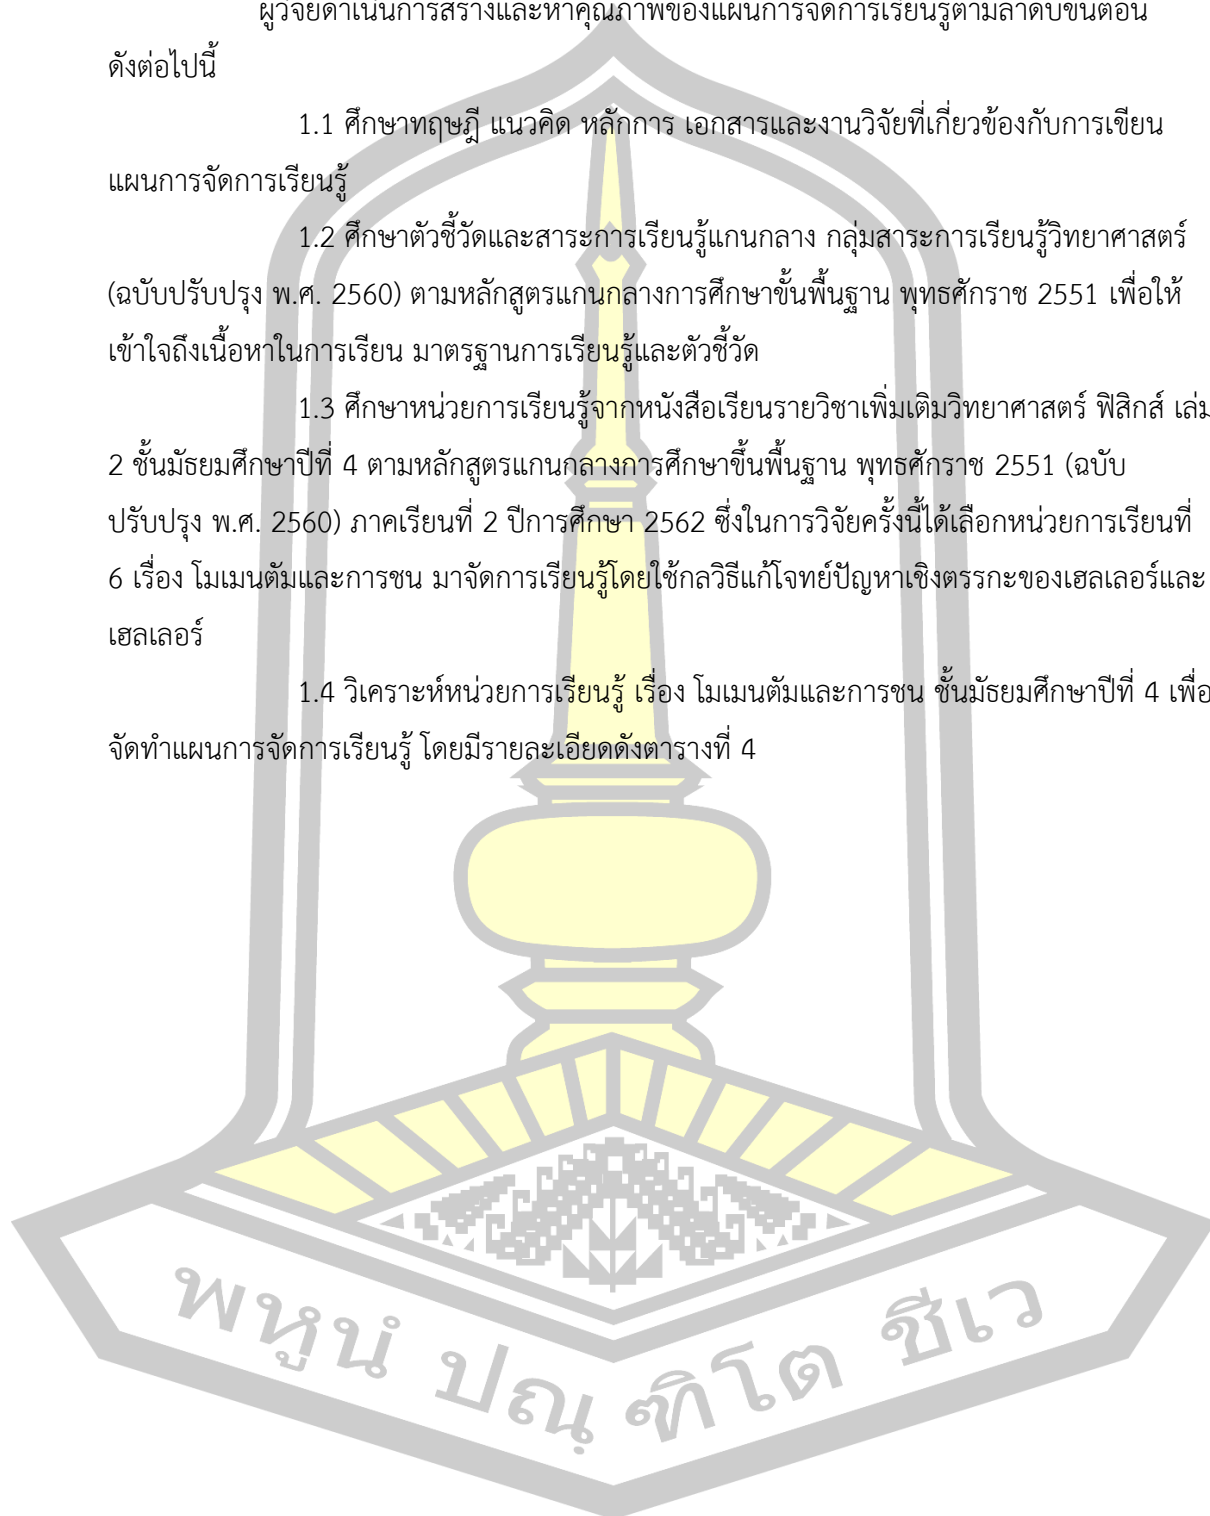 ผู้วิจัยดำเนินการสร้างและหาคุณภาพของแผนการจัดการเรียนรู้ตามลำดับขั้นตอน
ดังต่อไปนี้
1.1 ศึกษาทฤษฎี แนวคิด หลักการ เอกสารและงานวิจัยที่เกี่ยวข้องกับการเขียน
แผนการจัดการเรียนรู้
1.2 ศึกษาตัวชี้วัดและสาระการเรียนรู้แกนกลาง กลุ่มสาระการเรียนรู้วิทยาศาสตร์
(ฉบับปรับปรุง พ.ศ. 2560) ตามหลักสูตรแกนกลางการศึกษาขั้นพื้นฐาน พุทธศักราช 2551 เพื่อให้
เข้าใจถึงเนื้อหาในการเรียน มาตรฐานการเรียนรู้และตัวชี้วัด
1.3 ศึกษาหน่วยการเรียนรู้จากหนังสือเรียนรายวิชาเพิ่มเติมวิทยาศาสตร์ ฟิสิกส์ เล่ม
2 ชั้นมัธยมศึกษาปีที่ 4 ตามหลักสูตรแกนกลางการศึกษาขึ้นพื้นฐาน พุทธศักราช 2551 (ฉบับ
ปรับปรุง พ.ศ. 2560) ภาคเรียนที่ 2 ปีการศึกษา 2562 ซึ่งในการวิจัยครั้งนี้ได้เลือกหน่วยการเรียนที่
6 เรื่อง โมเมนตัมและการชน มาจัดการเรียนรู้โดยใช้กลวิธีแก้โจทย์ปัญหาเชิงตรรกะของเฮลเลอร์และ
เฮลเลอร์
1.4 วิเคราะห์หน่วยการเรียนรู้ เรื่อง โมเมนตัมและการชน ชั้นมัธยมศึกษาปีที่ 4 เพื่อ
จัดทำแผนการจัดการเรียนรู้ โดยมีรายละเอียดดังตารางที่ 4
พหูนํ ปณฺ ฑิโต ชีเว